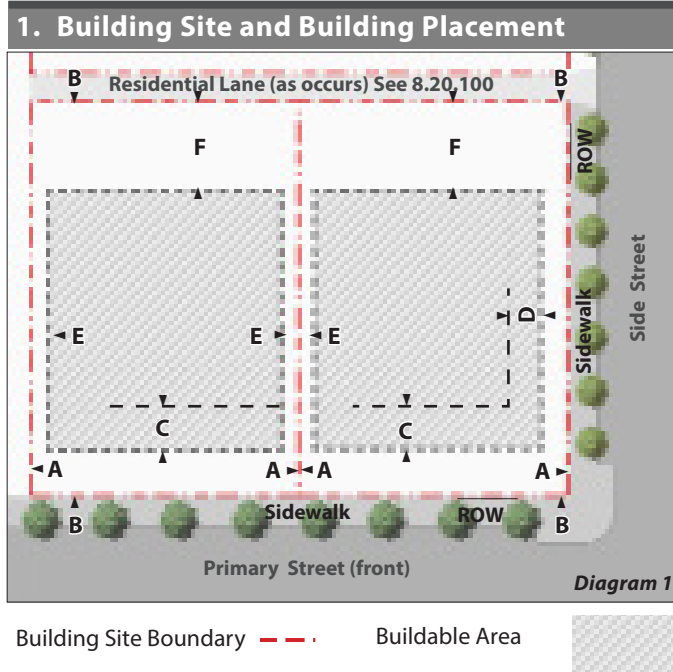 1. Building Site and Building Placement
B B
Residential Lane (as occurs) See 8.20.100
F F
ROW
Side Street
Sidewalk
D
E E E
C C
A A A A
Sidewalk ROW
B B
Primary Street (front)
Diagram 1
Building Site Boundary Buildable Area